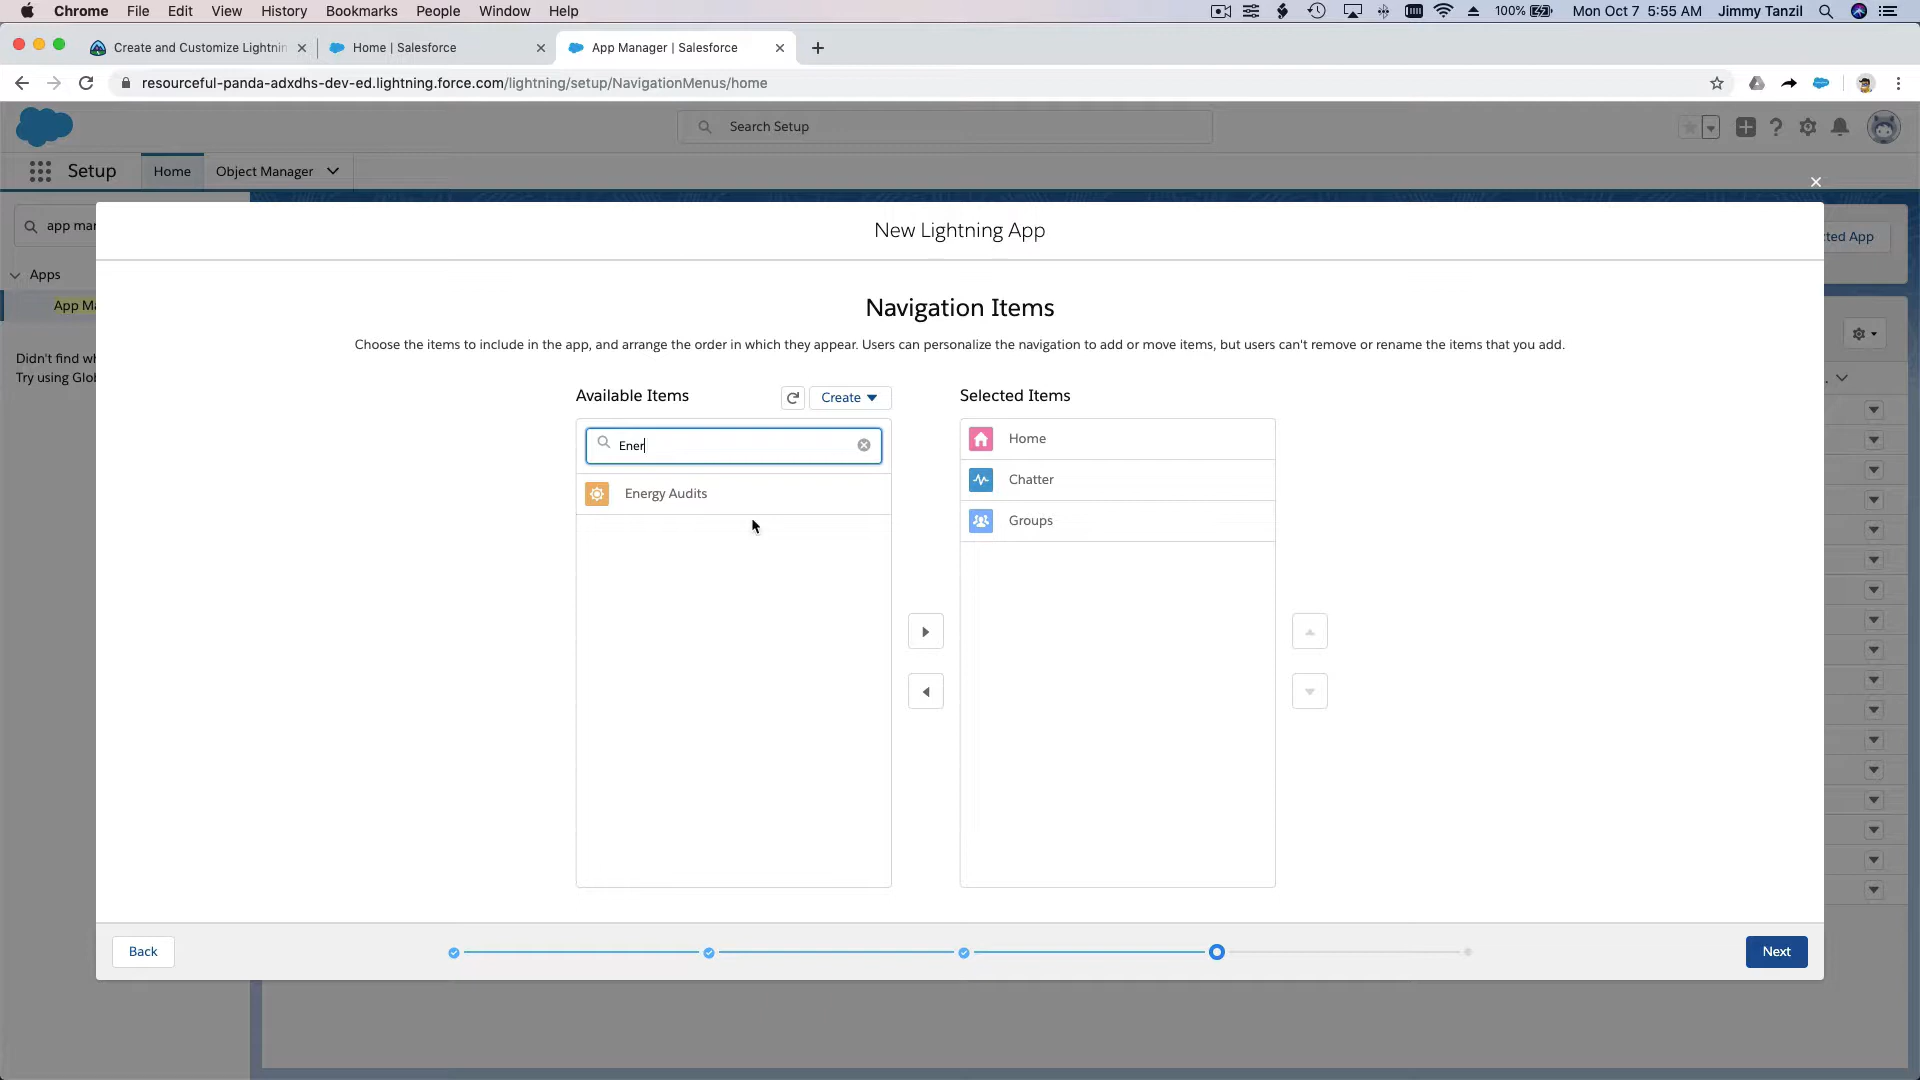 Chrome File Edit View History Bookmarks People Window Help 100% Mon Oct 7 5:55 AM Jimmy Tanzil
Create and Customize Lightnin
Home | Salesforce
App Manager | Salesforce
resourceful-panda-adxdhs-dev-ed.lightning.force.com/lightning/setup/NavigationMenus/home
Search Setup
Setup Home Object Manager
app mar
cted App
New Lightning App
Apps
App Ma
Navigation Items
Choose the items to include in the app, and arrange the order in which they appear. Users can personalize the navigation to add or move items, but users can't remove or rename the items that you add.
Didn't find wh
Try using Glob
Available Items
Create
Selected Items
Ener
Energy Audits
Home
Chatter
Groups
Back
Next